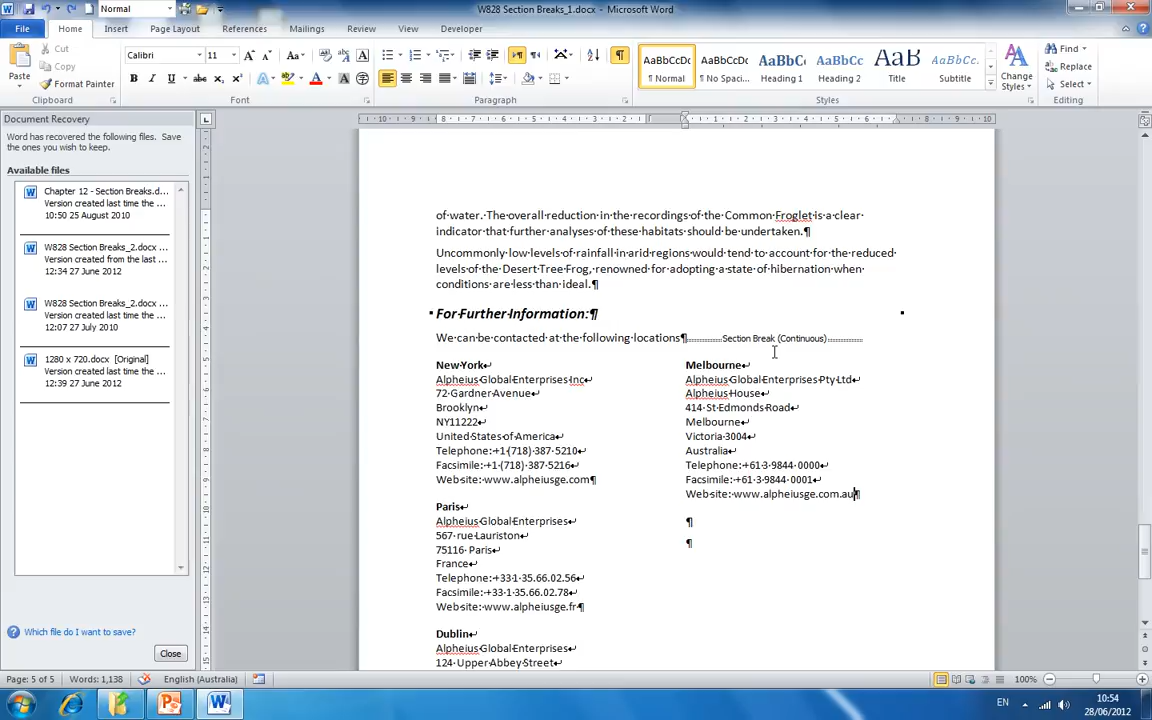 W828 Section Breaks_1.docx - Microsoft Word
Normal
File
Home
Insert
Page Layout
References
Mailings
Review
View
Developer
Paste
Cut
Copy
Format Painter
Clipboard
Calibri
11
Font
Paragraph
AaBbCcDc
¶ Normal
AaBbCcDc
¶ No Spaci...
AaBbC
Heading 1
AaBbCc
Heading 2
AaB
Title
AaBbCc.
Subtitle
Change
Styles
Styles
Find
Replace
Select
Editing
Document Recovery
Word has recovered the following files. Save
the ones you wish to keep.
Available files
Chapter 12 - Section Breaks.d...
Version created last time the ...
10:50 25 August 2010
W828 Section Breaks_2.docx ...
Version created from the last ...
12:34 27 June 2012
W828 Section Breaks_2.docx ...
Version created last time the ...
12:07 27 July 2010
1280 x 720.docx [Original]
Version created last time the ...
12:39 27 June 2012
Which file do I want to save?
Close
of water. The overall reduction in the recordings of the Common Froglet is a clear
indicator that further analyses of these habitats should be undertaken.¶
Uncommonly low levels of rainfall in arid regions would tend to account for the reduced
levels of the Desert Tree Frog, renowned for adopting a state of hibernation when
conditions are less than ideal.¶
For Further Information:¶
We can be contacted at the following locations¶ Section Break (Continuous)
New York
Alpheius Global Enterprises Inc
72 Gardner Avenue
Brooklyn
NY11222
United States of America
Telephone: +1 (718) 387 5210
Facsimile: +1 (718) 387 5216
Website: www.alpheiusge.com¶
Paris
Alpheius Global Enterprises
567 rue Lauriston
75116 Paris
France
Telephone: +33 1 35.66.02.56
Facsimile: +33 1 35.66.02.78
Website: www.alpheiusge.fr¶
Dublin
Alpheius Global Enterprises
124 Upper Abbey Street
Melbourne
Alpheius Global Enterprises Pty Ltd
Alpheius House
414 St Edmonds Road
Melbourne
Victoria 3004
Australia
Telephone: +61 3 9844 0000
Facsimile: +61 3 9844 0001
Website: www.alpheiusge.com.au¶
¶
¶
Page: 5 of 5
Words: 1,138
English (Australia)
100%
EN
10:54
28/06/2012